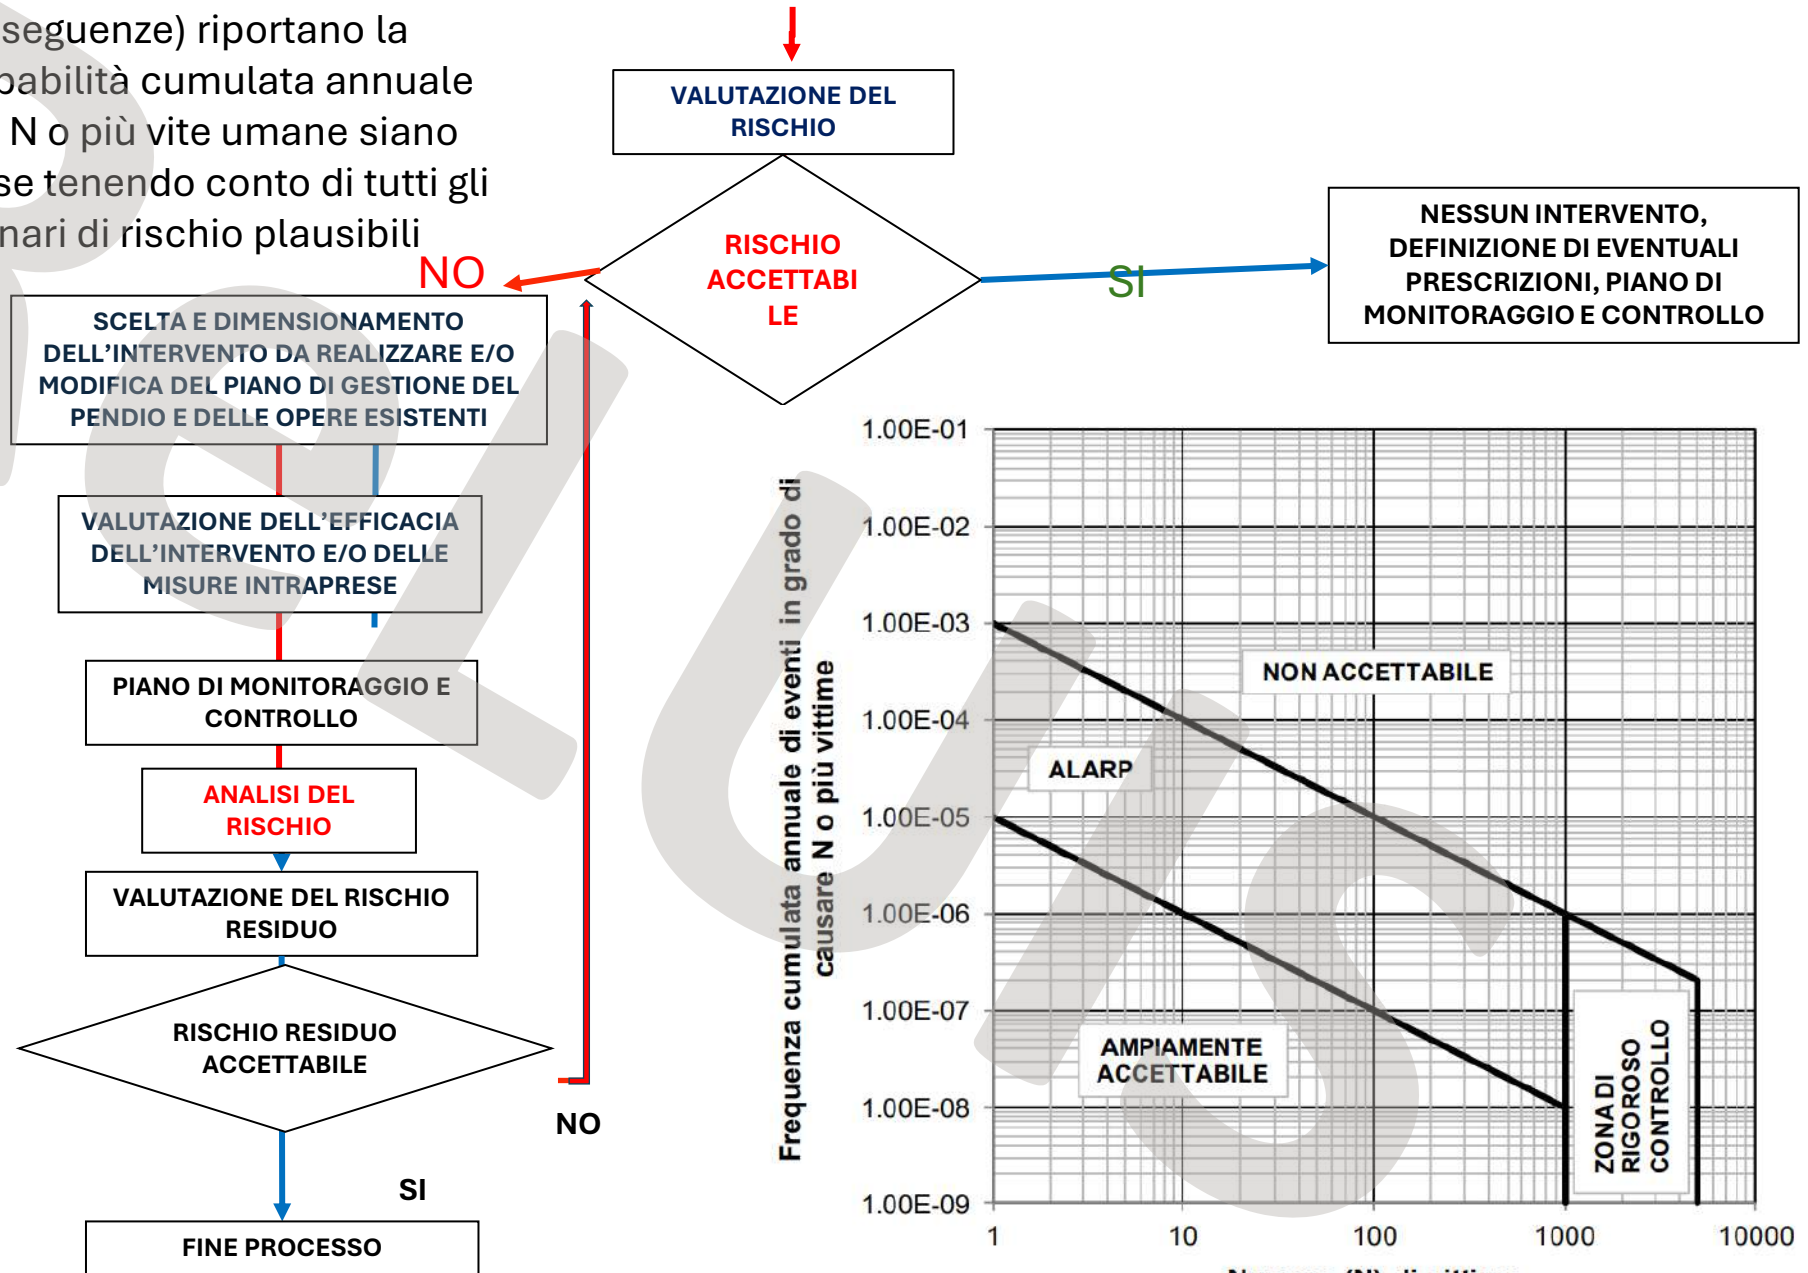 seguenze) riportano la
babilità cumulata annuale
N o più vite umane siano
se tenendo conto di tutti gli
nari di rischio plausibili
VALUTAZIONE DEL
RISCHIO
RISCHIO
ACCETTABI
LE
NO
SI
NESSUN INTERVENTO,
DEFINIZIONE DI EVENTUALI
PRESCRIZIONI, PIANO DI
MONITORAGGIO E CONTROLLO
SCELTA E DIMENSIONAMENTO
DELL'INTERVENTO DA REALIZZARE E/O
MODIFICA DEL PIANO DI GESTIONE DEL
PENDIO E DELLE OPERE ESISTENTI
VALUTAZIONE DELL'EFFICACIA
DELL'INTERVENTO E/O DELLE
MISURE INTRAPRESE
PIANO DI MONITORAGGIO E
CONTROLLO
ANALISI DEL
RISCHIO
VALUTAZIONE DEL RISCHIO
RESIDUO
RISCHIO RESIDUO
ACCETTABILE
NO
SI
FINE PROCESSO
Frequenza cumulata annuale di eventi in grado di
causare N o più vittime
1.00E-01
1.00E-02
1.00E-03
1.00E-04
1.00E-05
1.00E-06
1.00E-07
1.00E-08
1.00E-09
NON ACCETTABILE
ALARP
AMPIAMENTE
ACCETTABILE
ZONA DI
RIGOROSO
CONTROLLO
1 10 100 1000 10000
ReLUIS